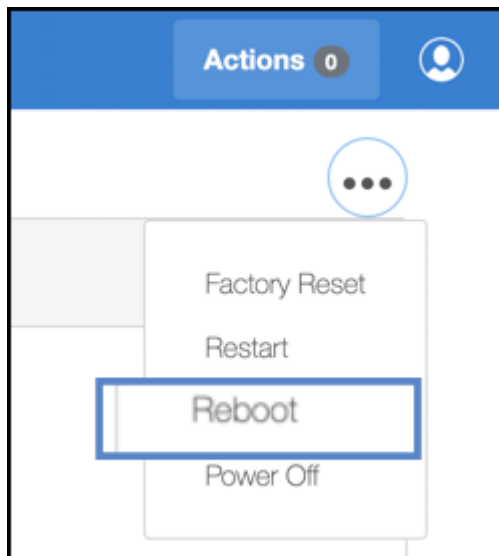 Actions 0
Factory Reset
Restart
Reboot
Power Off